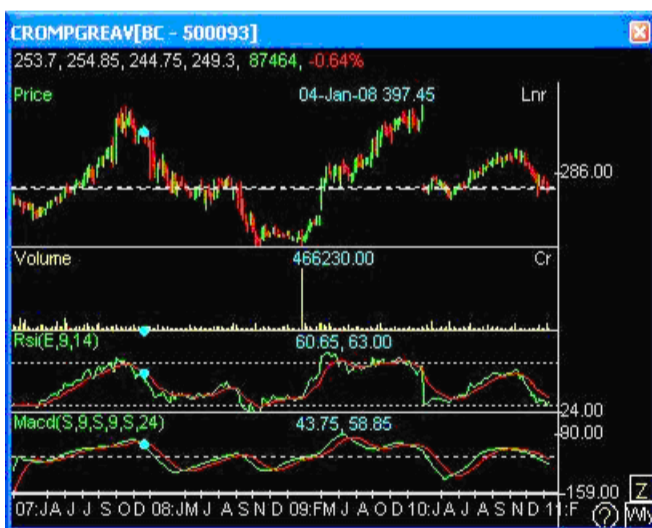 CROMPGREAV[BC - 500093]
253.7, 254.85, 244.75, 249.3, 87464, -0.64%
Price 04-Jan-08 397.45 Lnr
286.00
Volume 466230.00 Cr
Rsi(E,9,14) 60.65, 63.00
24.00
Macd(S,9,S,9,S,24) 43.75, 58.85
90.00
-159.00 Z
07:JA J J S O D 08:JM J A S N D 09:FM J A O D 10:JA J A S N D 11:F ?